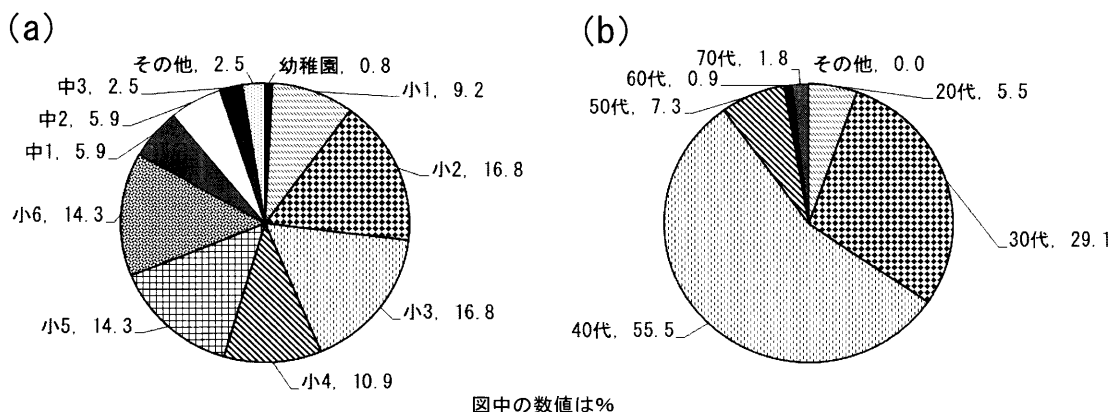 (a)
その他, 2.5
幼稚園, 0.8
中3, 2.5
小1, 9.2
中2, 5.9
中1, 5.9
小2, 16.8
小6, 14.3
小3, 16.8
小5, 14.3
小4, 10.9
(b)
70代, 1.8
その他, 0.0
60代, 0.9
20代, 5.5
50代, 7.3
30代, 29.1
40代, 55.5
図中の数値は%